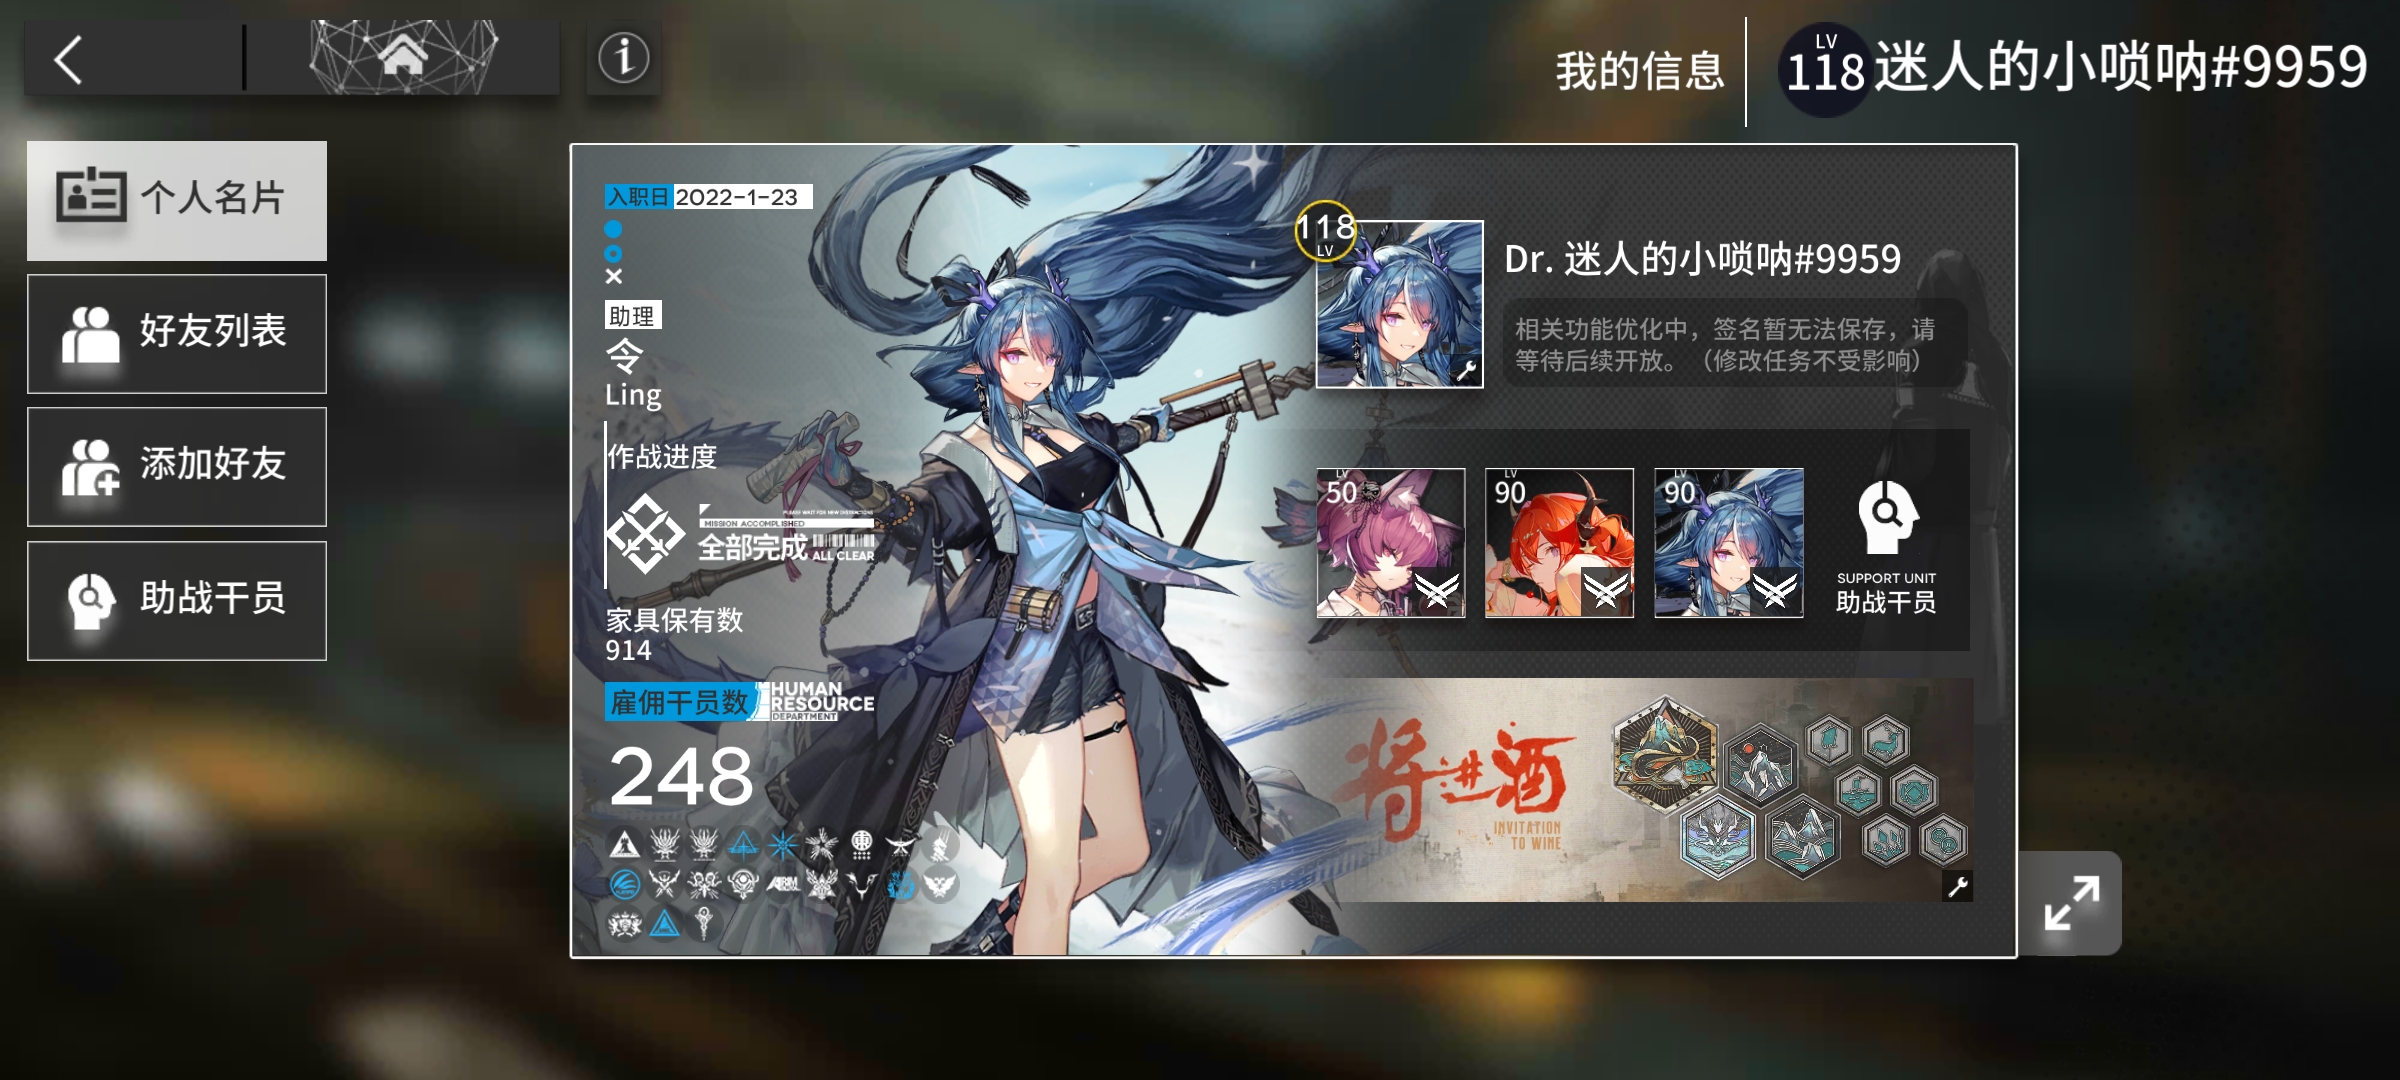 我的信息
LV
118
迷人的小唢呐#9959
个人名片
好友列表
添加好友
助战干员
入职日 2022-1-23
助理
令
Ling
作战进度
PLEASE WAIT FOR NEW INSTRUCTIONS
MISSION ACCOMPLISHED
全部完成
ALL CLEAR
家具保有数
914
雇佣干员数
HUMAN
RESOURCE
DEPARTMENT
248
118
LV
Dr. 迷人的小唢呐#9959
相关功能优化中，签名暂无法保存，请
等待后续开放。（修改任务不受影响）
LV
50
LV
90
LV
90
SUPPORT UNIT
助战干员
将进酒
INVITATION
TO WINE